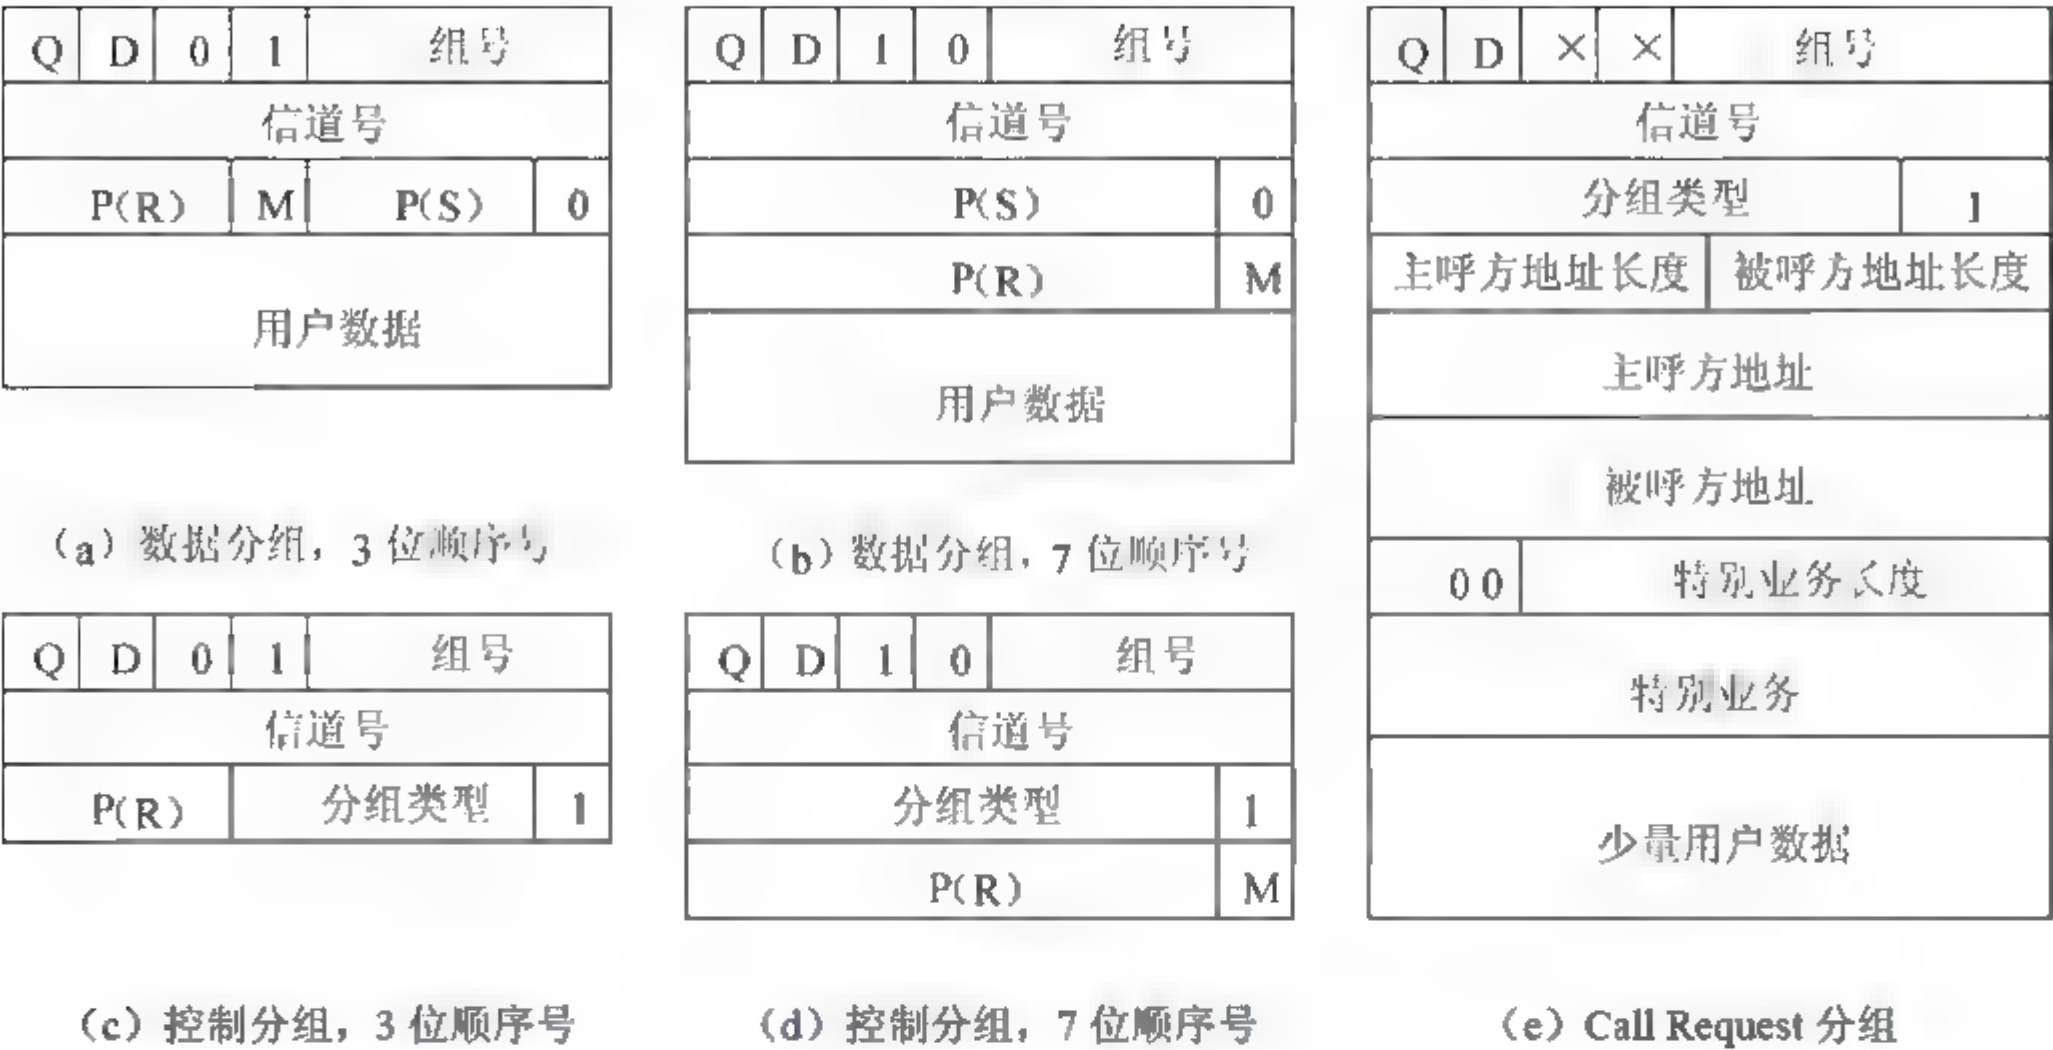 Q D 0 1 组号
信道号
P(R) M P(S) 0
用户数据
(a) 数据分组，3 位顺序号
Q D 1 0 组号
信道号
P(S) 0
P(R) M
用户数据
(b) 数据分组，7 位顺序号
Q D × × 组号
信道号
分组类型 1
主呼方地址长度 被呼方地址长度
主呼方地址
被呼方地址
0 0 特别业务长度
特别业务
少量用户数据
(e) Call Request 分组
Q D 0 1 组号
信道号
P(R) 分组类型 1
(c) 控制分组，3 位顺序号
Q D 1 0 组号
信道号
分组类型 1
P(R) M
(d) 控制分组，7 位顺序号